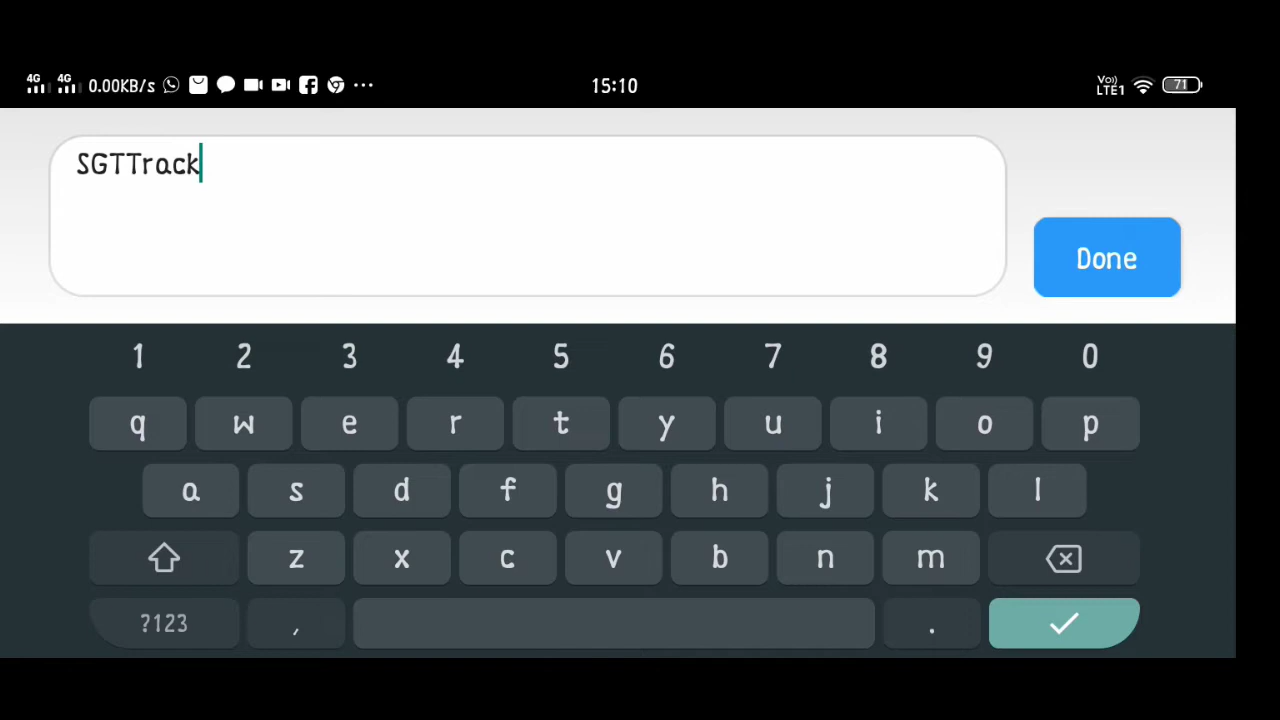 4G 4G 0.00KB/s 15:10 Vo) LTE1 71
SGTTrack
Done
1 2 3 4 5 6 7 8 9 0
q w e r t y u i o p
a s d f g h j k l
z x c v b n m
?123 , .